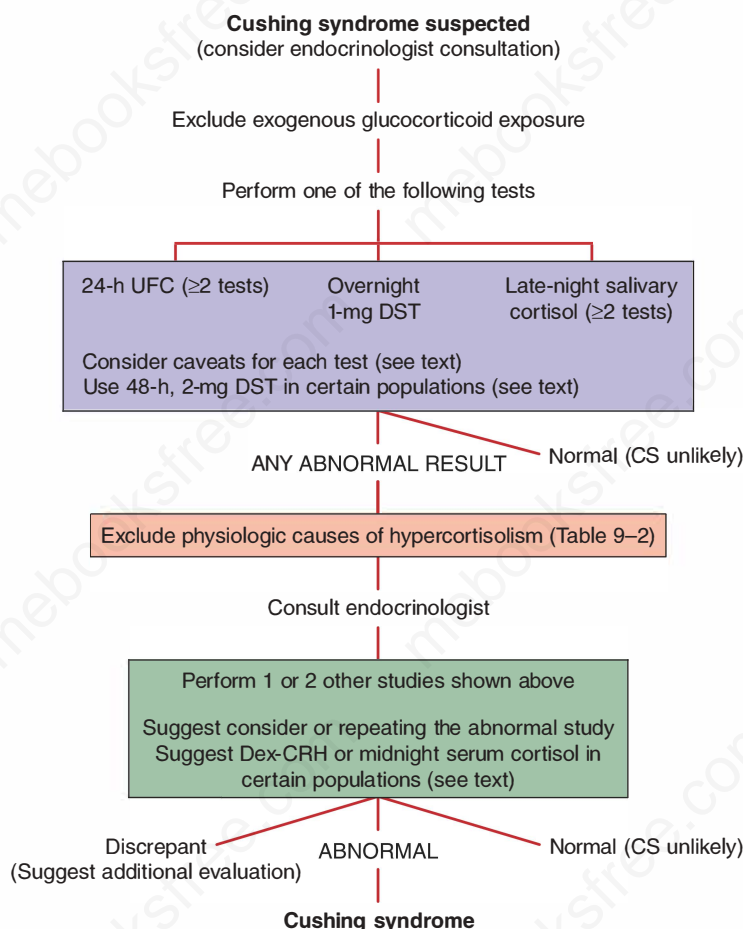 Cushing syndrome suspected
(consider endocrinologist consultation)
Exclude exogenous glucocorticoid exposure
Perform one of the following tests
24-h UFC (≥2 tests)
Overnight
1-mg DST
Late-night salivary
cortisol (≥2 tests)
Consider caveats for each test (see text)
Use 48-h, 2-mg DST in certain populations (see text)
ANY ABNORMAL RESULT
Normal (CS unlikely)
Exclude physiologic causes of hypercortisolism (Table 9–2)
Consult endocrinologist
Perform 1 or 2 other studies shown above
Suggest consider or repeating the abnormal study
Suggest Dex-CRH or midnight serum cortisol in
certain populations (see text)
Discrepant
(Suggest additional evaluation)
ABNORMAL
Normal (CS unlikely)
Cushing syndrome